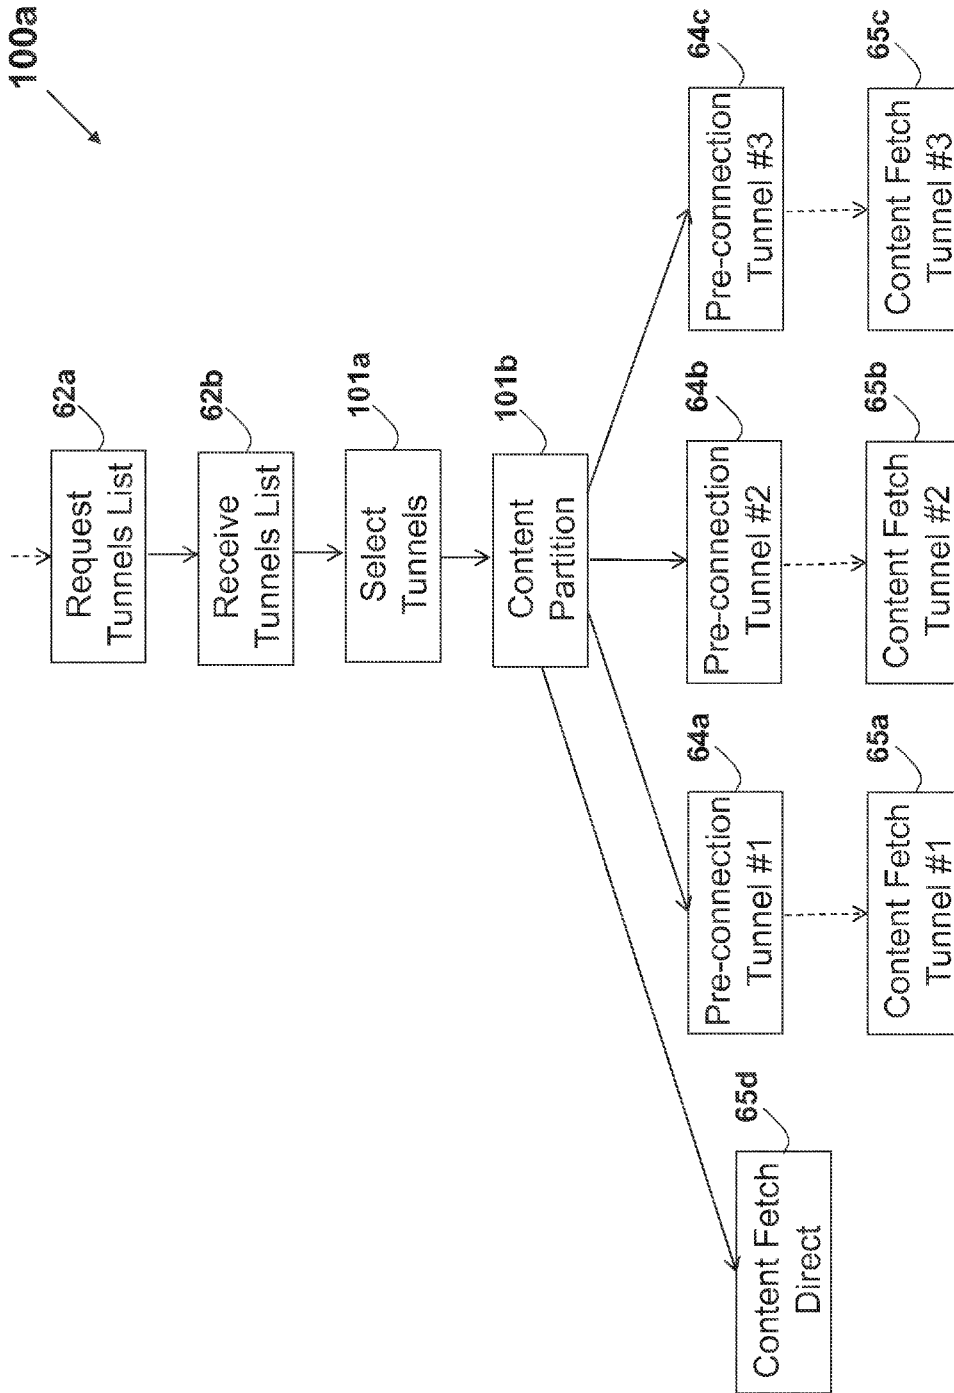 100a
62a
Request
Tunnels List
62b
Receive
Tunnels List
101a
Select
Tunnels
101b
Content
Partition
65d
Content Fetch
Direct
64a
Pre-connection
Tunnel #1
64b
Pre-connection
Tunnel #2
64c
Pre-connection
Tunnel #3
65a
Content Fetch
Tunnel #1
65b
Content Fetch
Tunnel #2
65c
Content Fetch
Tunnel #3